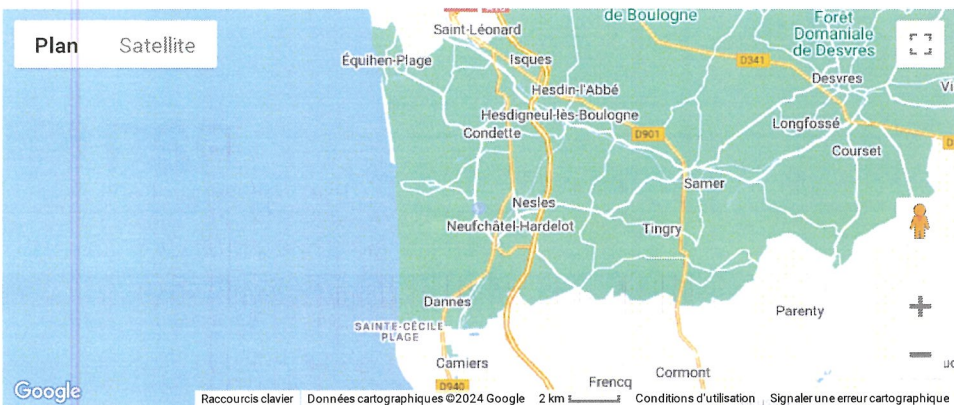 Plan Satellite
Saint-Léonard
de Boulogne
Forêt
Domaniale
de Desvres
Équihen-Plage
Isques
D341
Desvres
Hesdin-l'Abbé
Hesdigneul-lès-Boulogne
Condette
D901
Longfossé
Courset
Samer
Nesles
Neufchâtel-Hardelot
Tingry
Dannes
Parenty
SAINTE-CÉCILE
PLAGE
Camiers
Cormont
Frencq
D940
Google
Raccourcis clavier Données cartographiques ©2024 Google 2 km Conditions d'utilisation Signaler une erreur cartographique